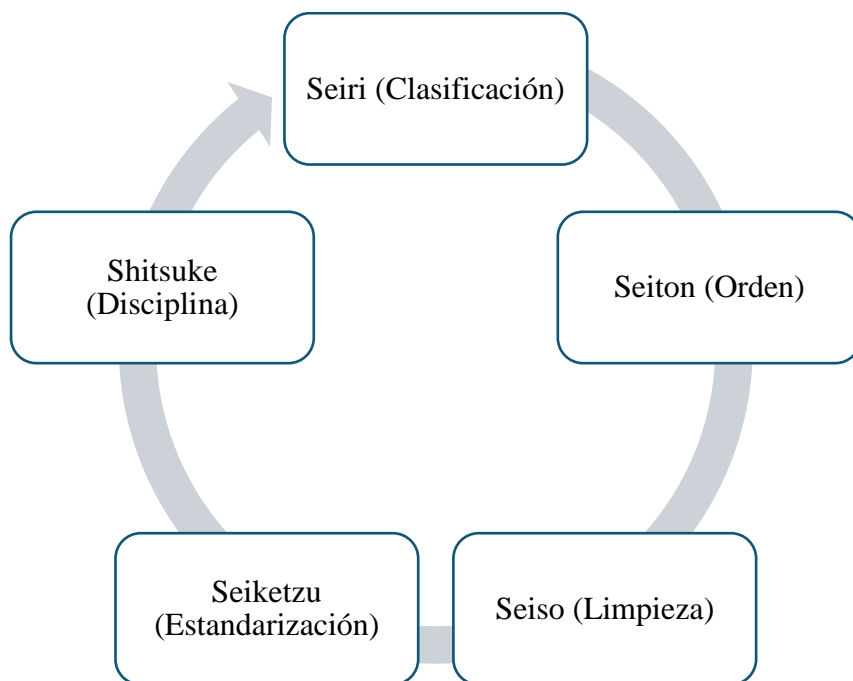 Seiri (Clasificación)
Seiton (Orden)
Seiso (Limpieza)
Seiketzu
(Estandarización)
Shitsuke
(Disciplina)